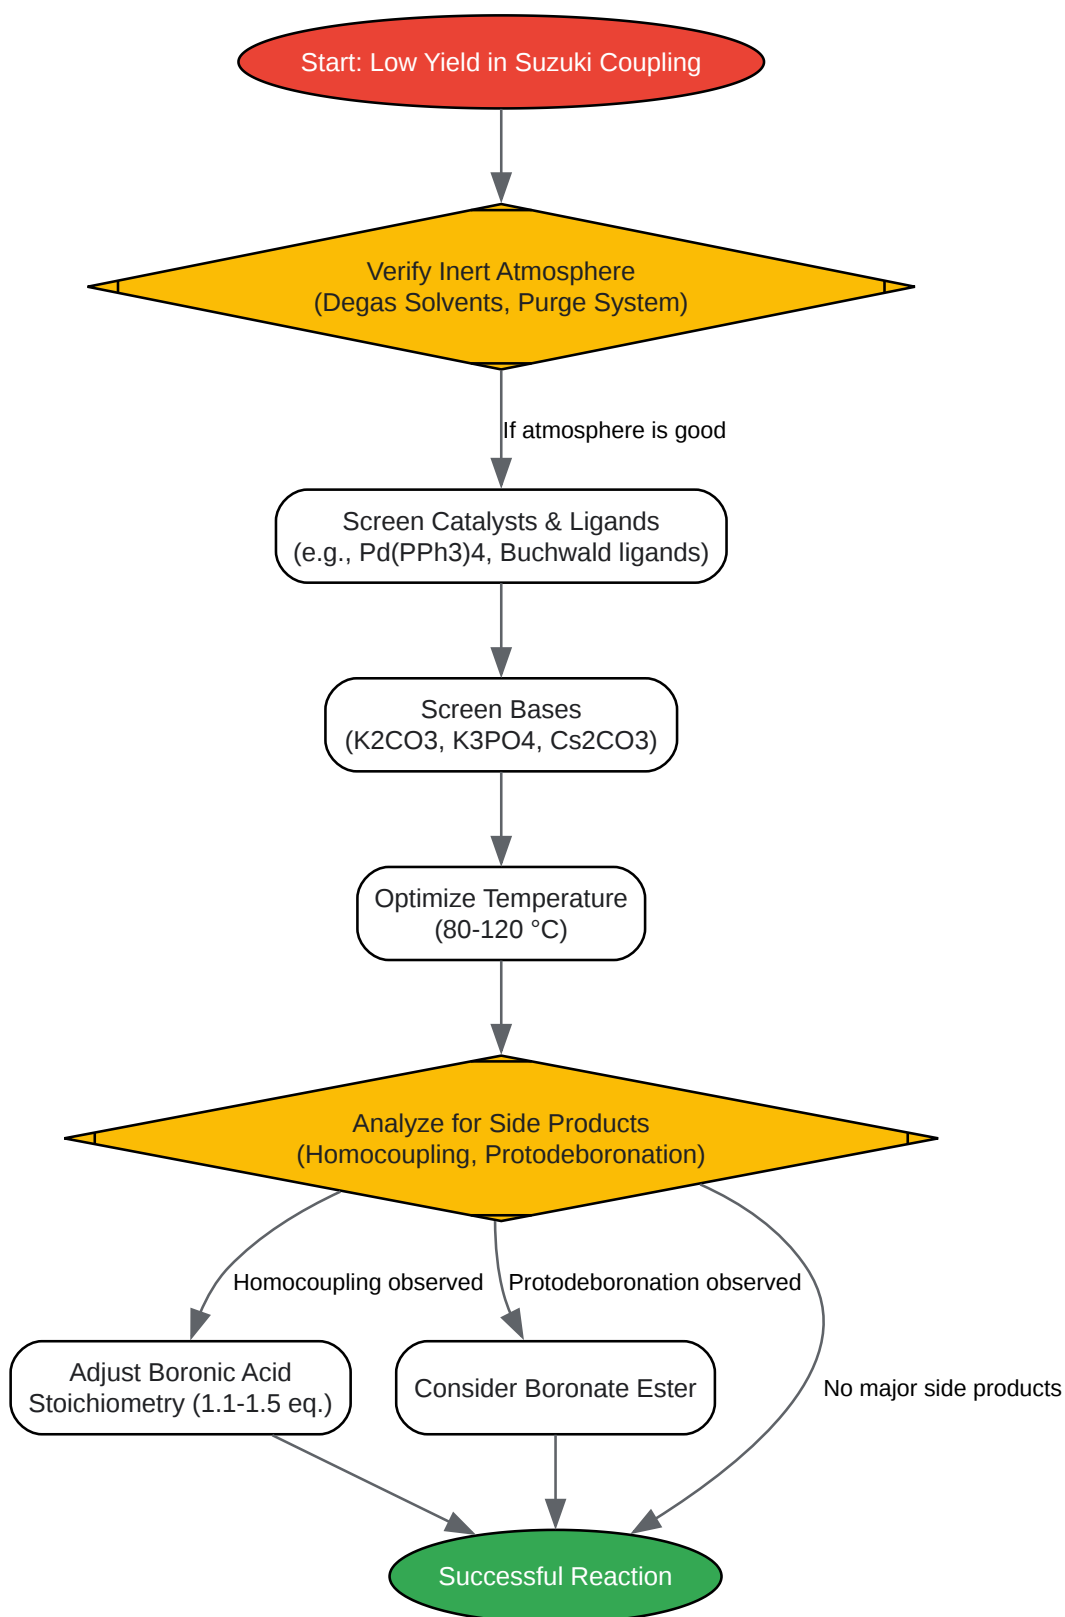 Start: Low Yield in Suzuki Coupling
Verify Inert Atmosphere
(Degas Solvents, Purge System)
If atmosphere is good
Screen Catalysts & Ligands
(e.g., Pd(PPh3)4, Buchwald ligands)
Screen Bases
(K2CO3, K3PO4, Cs2CO3)
Optimize Temperature
(80-120 °C)
Analyze for Side Products
(Homocoupling, Protodeboronation)
Homocoupling observed
Protodeboronation observed
Adjust Boronic Acid
Stoichiometry (1.1-1.5 eq.)
Consider Boronate Ester
No major side products
Successful Reaction